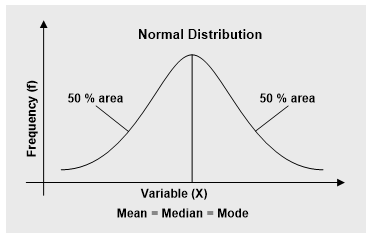 Normal Distribution
Frequency (f)
50 % area
50 % area
Variable (X)
Mean = Median = Mode